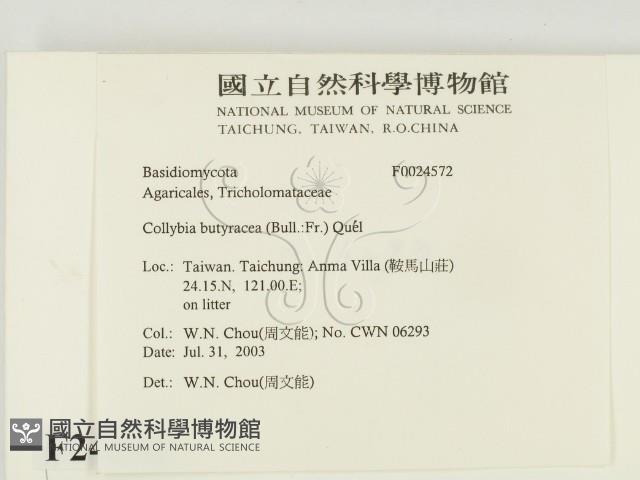 國立自然科學博物館
NATIONAL MUSEUM OF NATURAL SCIENCE
TAICHUNG, TAIWAN, R.O.CHINA
Basidiomycota F0024572
Agaricales, Tricholomataceae
Collybia butyracea (Bull.:Fr.) Quél
Loc.: Taiwan. Taichung: Anma Villa (鞍馬山莊)
24.15.N, 121.00.E;
on litter
Col.: W.N. Chou(周文能); No. CWN 06293
Date: Jul. 31, 2003
Det.: W.N. Chou(周文能)
國立自然科學博物館
NATIONAL MUSEUM OF NATURAL SCIENCE
F2-